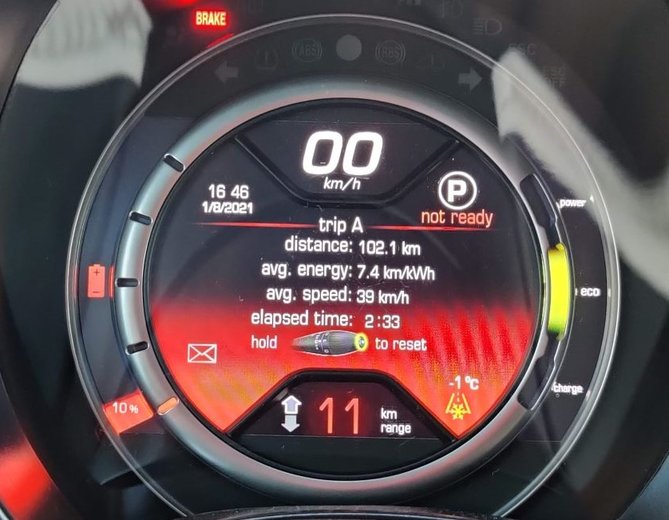 BRAKE
00
km/h
16 46
1/8/2021
P
not ready
power
trip A
distance: 102.1 km
avg. energy: 7.4 km/kWh
avg. speed: 39 km/h
elapsed time: 2:33
hold to reset
eco
charge
10 %
11 km range
-1 °C